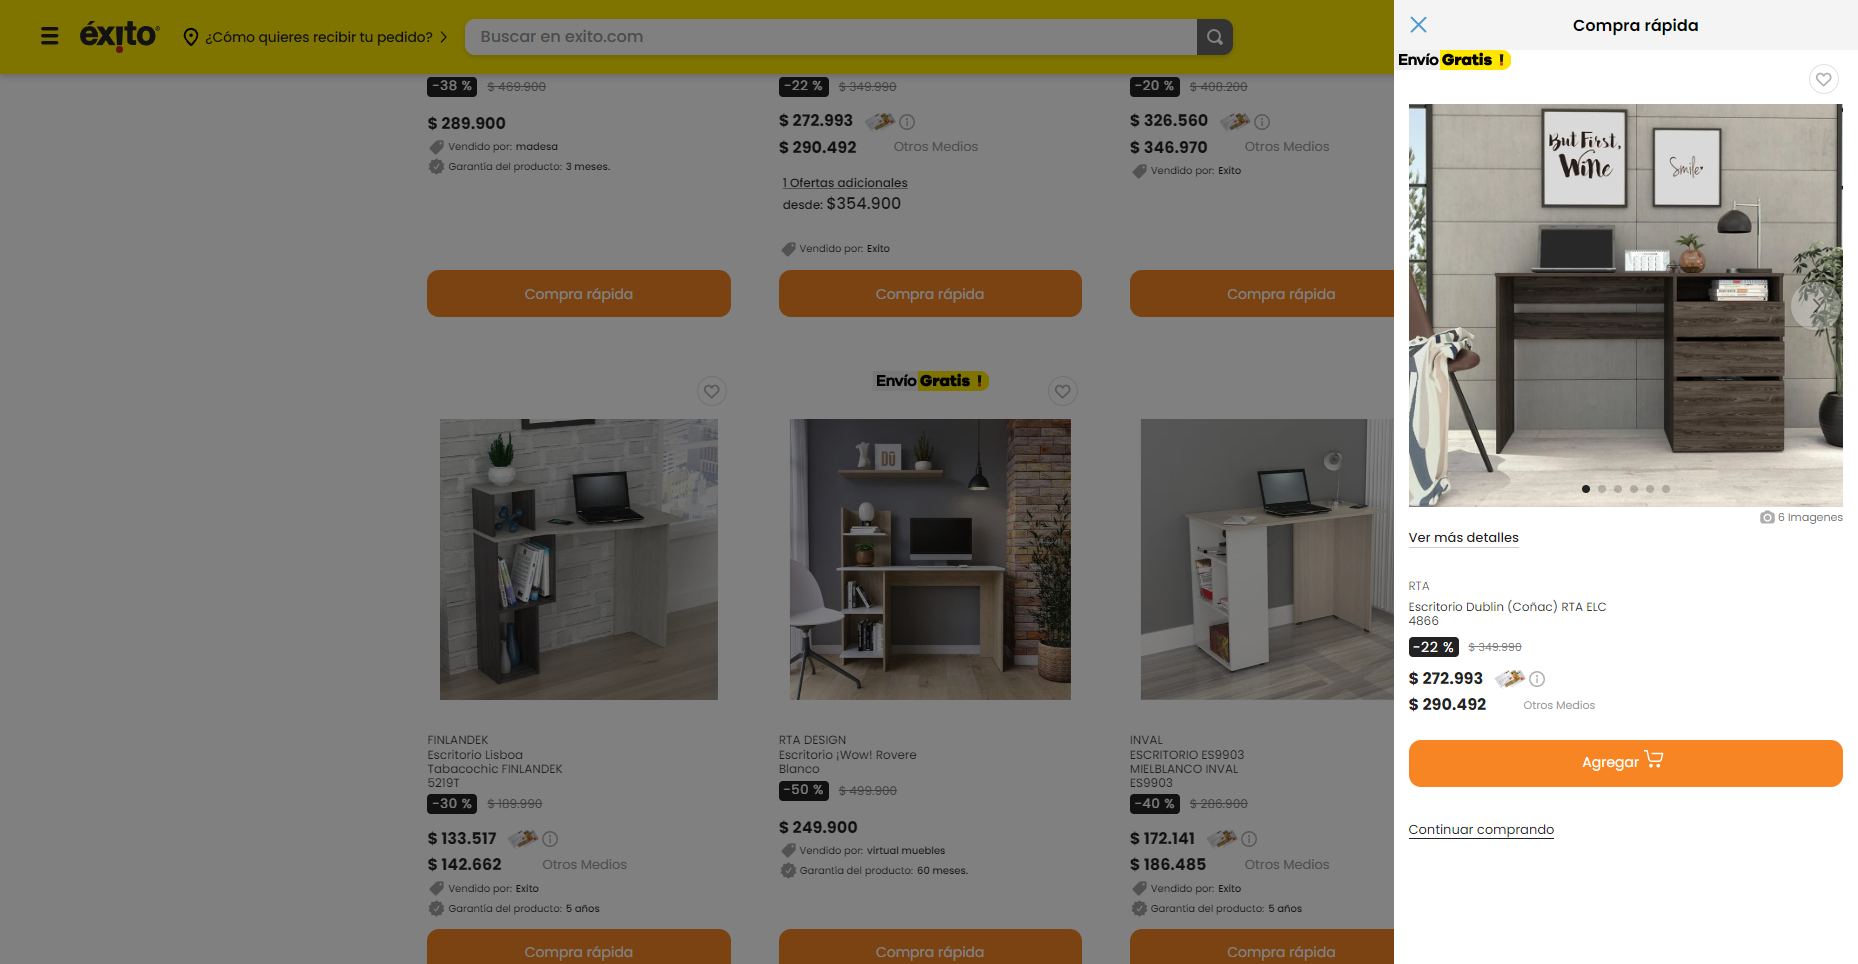 éxito
¿Cómo quieres recibir tu pedido?
Buscar en exito.com
-38 % $ 469.900
$ 289.900
Vendido por: madesa
Garantía del producto: 3 meses.
Compra rápida
-22 % $ 349.990
$ 272.993
$ 290.492 Otros Medios
1 Ofertas adicionales
desde: $354.900
Vendido por: Exito
Compra rápida
-20 % $ 408.200
$ 326.560
$ 346.970 Otros Medios
Vendido por: Exito
Compra rápida
FINLANDEK
Escritorio Lisboa
Tabacochic FINLANDEK
5219T
-30 % $ 189.990
$ 133.517
$ 142.662 Otros Medios
Vendido por: Exito
Garantía del producto: 5 años
Compra rápida
Envío Gratis !
RTA DESIGN
Escritorio ¡Wow! Rovere
Blanco
-50 % $ 499.900
$ 249.900
Vendido por: virtual muebles
Garantía del producto: 60 meses.
Compra rápida
INVAL
ESCRITORIO ES9903
MIELBLANCO INVAL
ES9903
-40 % $ 286.900
$ 172.141
$ 186.485 Otros Medios
Vendido por: Exito
Garantía del producto: 5 años
Compra rápida
Compra rápida
Envío Gratis !
But First,
Wine
Smile
6 Imagenes
Ver más detalles
RTA
Escritorio Dublin (Coñac) RTA ELC
4866
-22 % $ 349.990
$ 272.993
$ 290.492 Otros Medios
Agregar
Continuar comprando